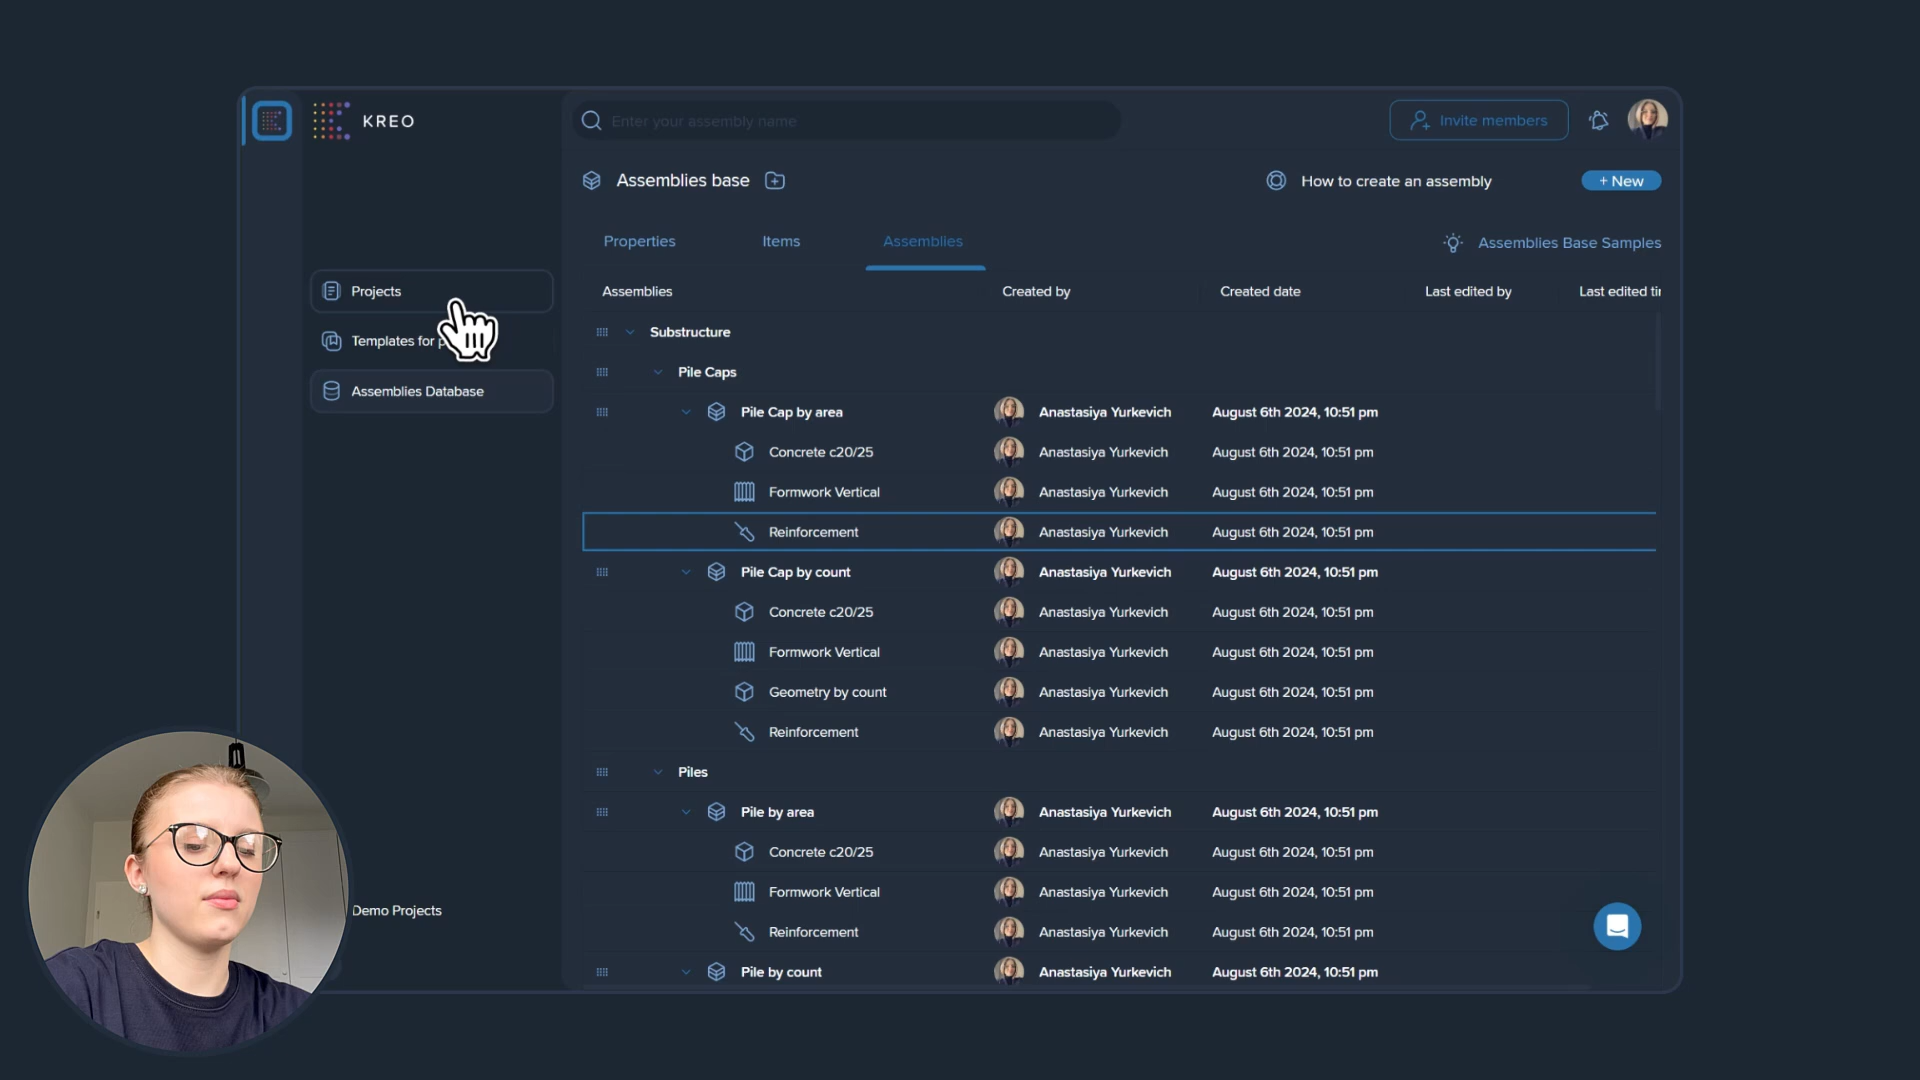 KREO
Enter your assembly name
Invite members
Assemblies base
How to create an assembly
+ New
Properties
Items
Assemblies
Assemblies Base Samples
Projects
Templates for p
Assemblies Database
Demo Projects
Assemblies Created by Created date Last edited by Last edited ti
Substructure
Pile Caps
Pile Cap by area Anastasiya Yurkevich August 6th 2024, 10:51 pm
Concrete c20/25 Anastasiya Yurkevich August 6th 2024, 10:51 pm
Formwork Vertical Anastasiya Yurkevich August 6th 2024, 10:51 pm
Reinforcement Anastasiya Yurkevich August 6th 2024, 10:51 pm
Pile Cap by count Anastasiya Yurkevich August 6th 2024, 10:51 pm
Concrete c20/25 Anastasiya Yurkevich August 6th 2024, 10:51 pm
Formwork Vertical Anastasiya Yurkevich August 6th 2024, 10:51 pm
Geometry by count Anastasiya Yurkevich August 6th 2024, 10:51 pm
Reinforcement Anastasiya Yurkevich August 6th 2024, 10:51 pm
Piles
Pile by area Anastasiya Yurkevich August 6th 2024, 10:51 pm
Concrete c20/25 Anastasiya Yurkevich August 6th 2024, 10:51 pm
Formwork Vertical Anastasiya Yurkevich August 6th 2024, 10:51 pm
Reinforcement Anastasiya Yurkevich August 6th 2024, 10:51 pm
Pile by count Anastasiya Yurkevich August 6th 2024, 10:51 pm